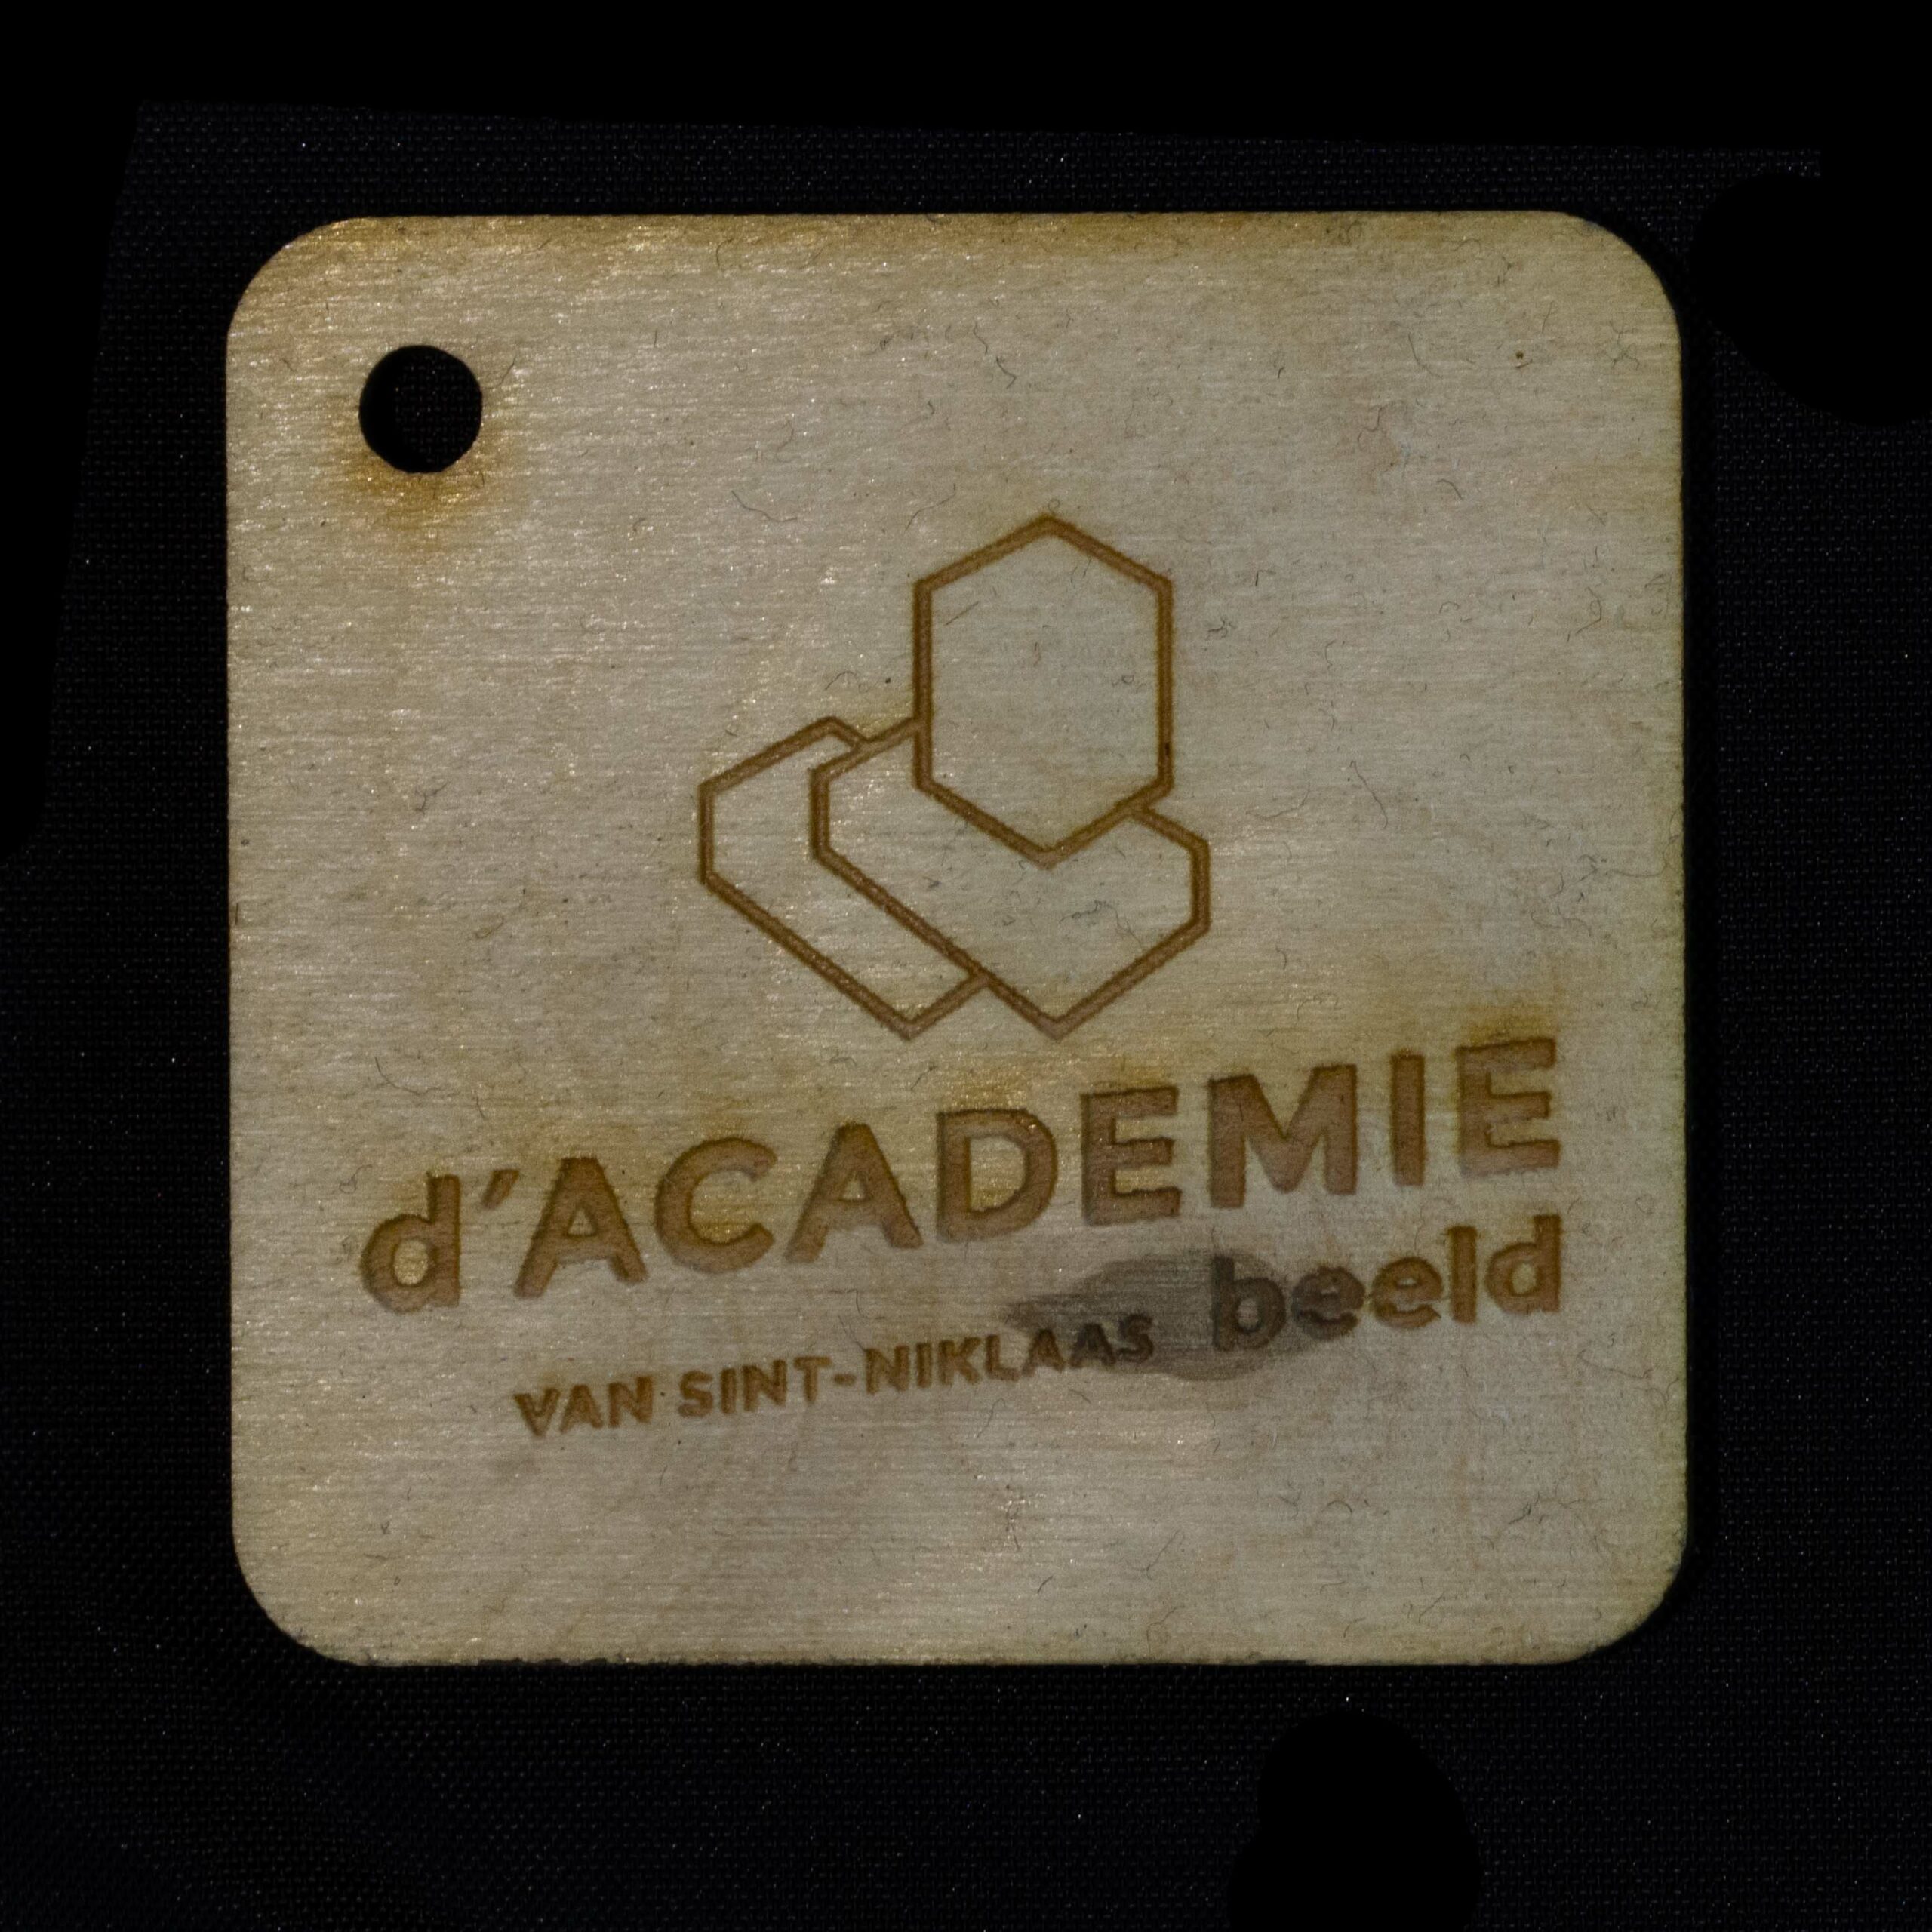 d'ACADEMIE
beeld
VAN SINT-NIKLAAS